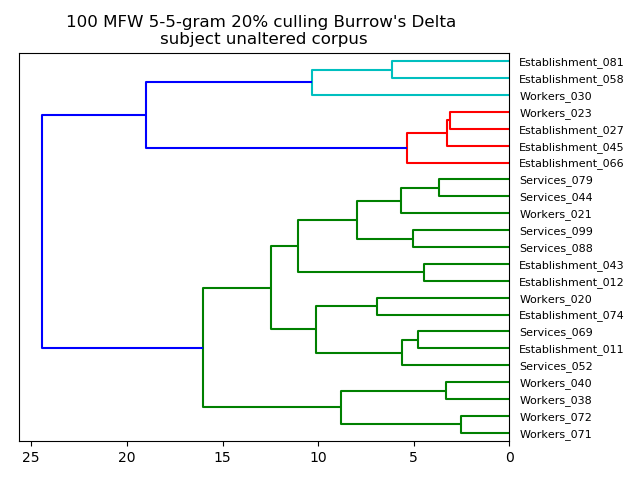 100 MFW 5-5-gram 20% culling Burrow's Delta
subject unaltered corpus
Establishment_081
Establishment_058
Workers_030
Workers_023
Establishment_027
Establishment_045
Establishment_066
Services_079
Services_044
Workers_021
Services_099
Services_088
Establishment_043
Establishment_012
Workers_020
Establishment_074
Services_069
Establishment_011
Services_052
Workers_040
Workers_038
Workers_072
Workers_071
25 20 15 10 5 0